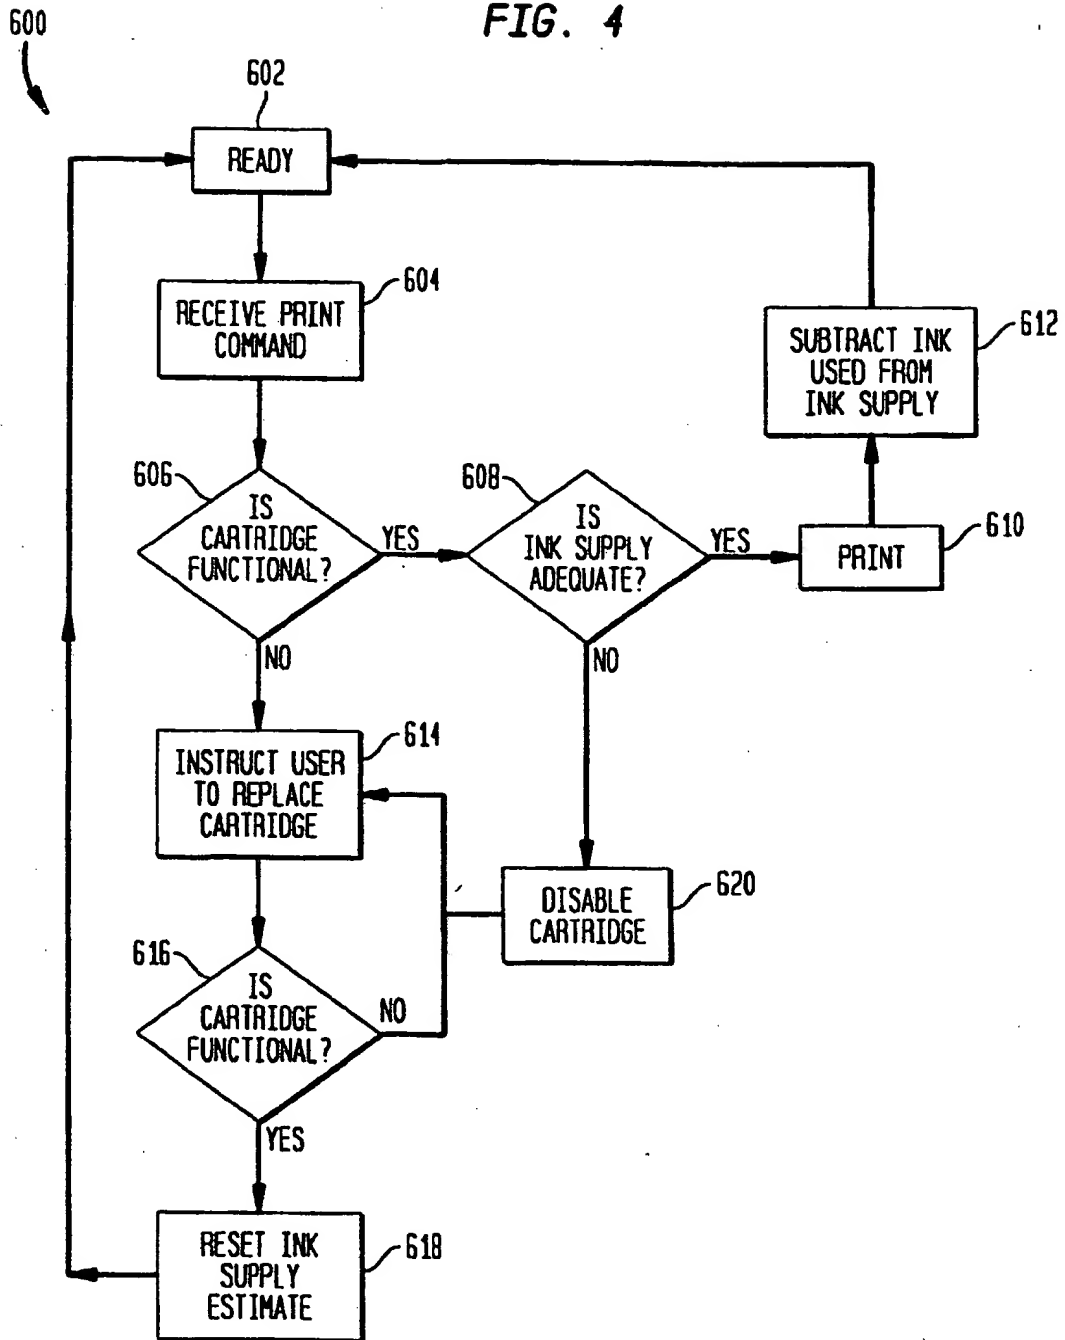 FIG. 4
600
602
READY
604
RECEIVE PRINT
COMMAND
606
IS
CARTRIDGE
FUNCTIONAL?
YES
NO
608
IS
INK SUPPLY
ADEQUATE?
YES
NO
610
PRINT
612
SUBTRACT INK
USED FROM
INK SUPPLY
614
INSTRUCT USER
TO REPLACE
CARTRIDGE
620
DISABLE
CARTRIDGE
616
IS
CARTRIDGE
FUNCTIONAL?
NO
YES
618
RESET INK
SUPPLY
ESTIMATE